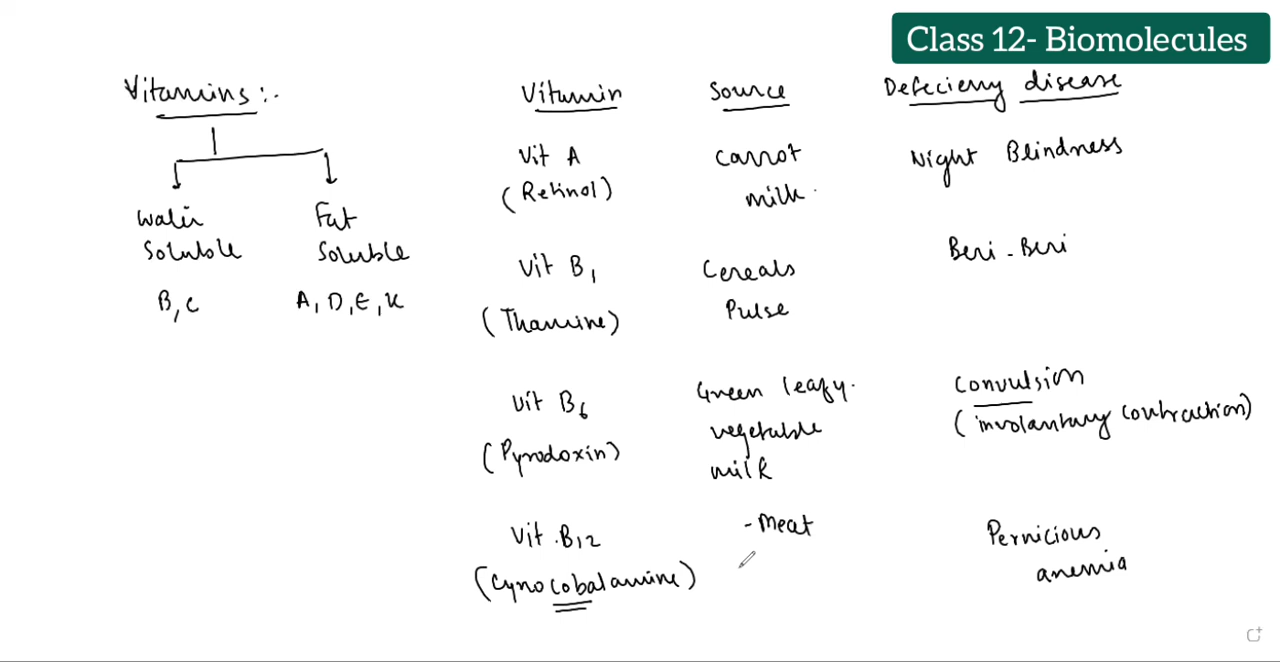 Class 12- Biomolecules
Vitamins :-
Water Soluble
B, C
Fat Soluble
A, D, E, K
Vitamin Source Defeciency disease
Vit A Carrot Night Blindness
(Retinol) milk.
Vit B1 Cereals Beri - Beri
(Thamine) Pulse
Vit B6 Green leafy. Convulsion
(Pyrodoxin) vegetable (involantary contraction)
milk
Vit .B12 - Meat Pernicious
(Cynocobalamine) anemia